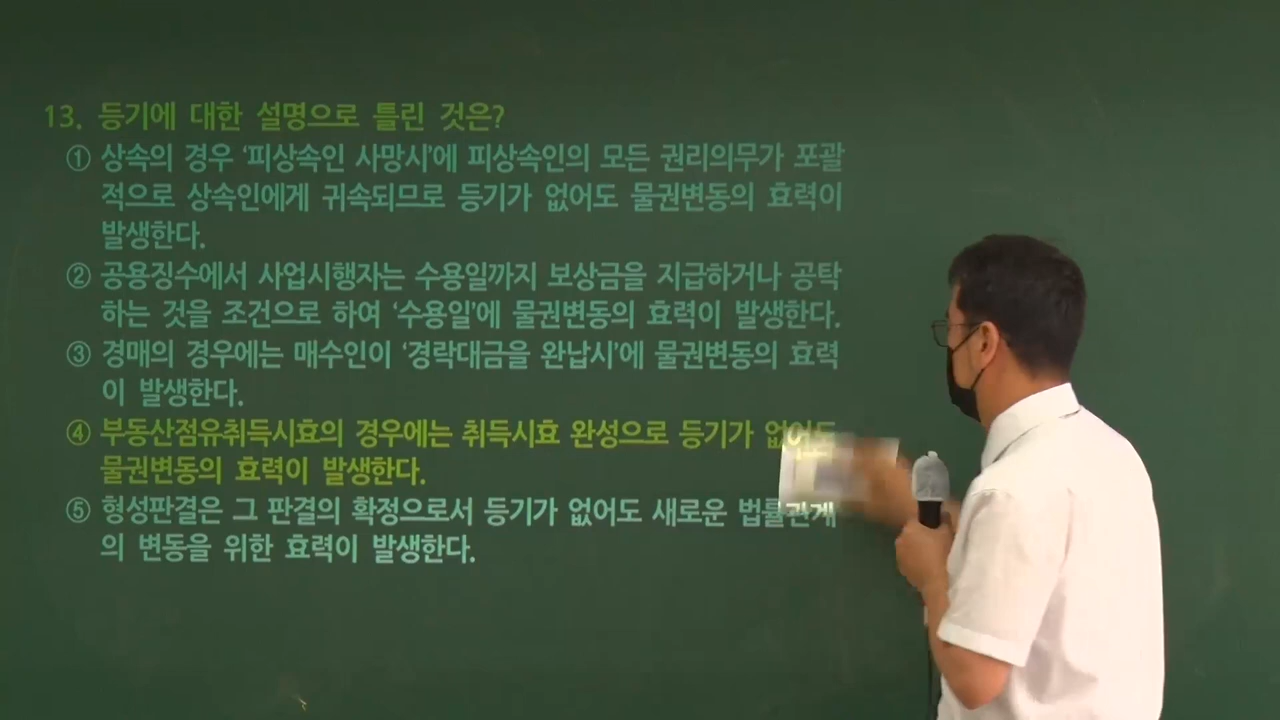 13. 등기에 대한 설명으로 틀린 것은?
① 상속의 경우 '피상속인 사망시'에 피상속인의 모든 권리의무가 포괄
적으로 상속인에게 귀속되므로 등기가 없어도 물권변동의 효력이
발생한다.
② 공용징수에서 사업시행자는 수용일까지 보상금을 지급하거나 공탁
하는 것을 조건으로 하여 '수용일'에 물권변동의 효력이 발생한다.
③ 경매의 경우에는 매수인이 '경락대금을 완납시'에 물권변동의 효력
이 발생한다.
④ 부동산점유취득시효의 경우에는 취득시효 완성으로 등기가 없어도
물권변동의 효력이 발생한다.
⑤ 형성판결은 그 판결의 확정으로서 등기가 없어도 새로운 법률관계
의 변동을 위한 효력이 발생한다.